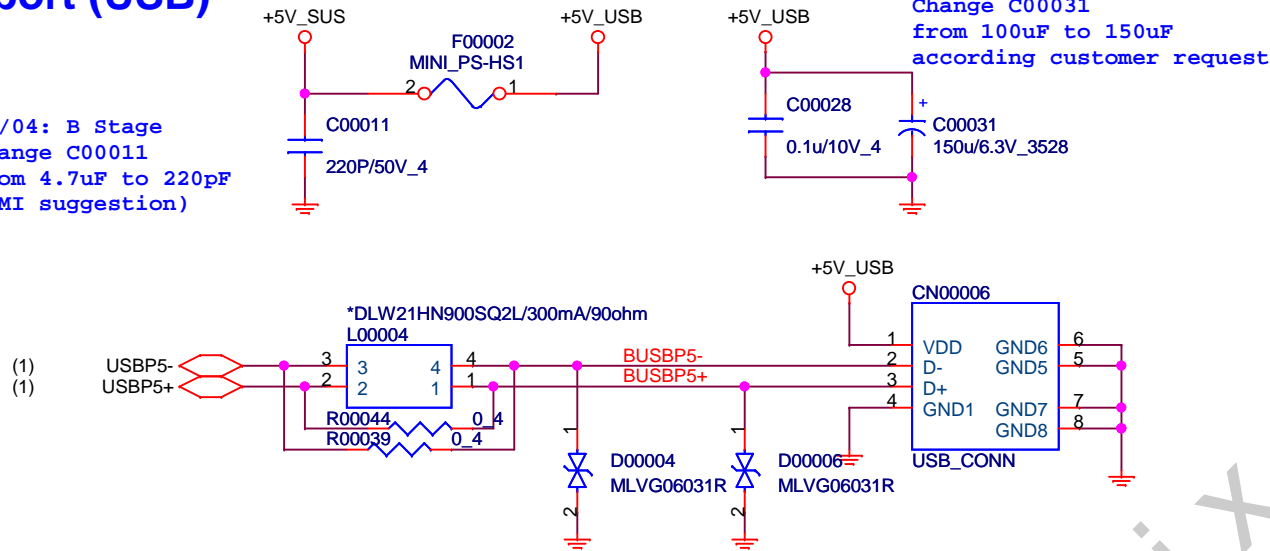 port (USB)
+5V_SUS
+5V_USB
+5V_USB
Change C00031
from 100uF to 150uF
according customer request
F00002
MINI_PS-HS1
2
1
/04: B Stage
ange C00011
om 4.7uF to 220pF
MI suggestion)
C00011
220P/50V_4
C00028
0.1u/10V_4
+
C00031
150u/6.3V_3528
+5V_USB
CN00006
*DLW21HN900SQ2L/300mA/90ohm
L00004
(1)
USBP5-
3
3
4
4
BUSBP5-
(1)
USBP5+
2
2
1
1
BUSBP5+
1
VDD
GND6
6
2
D-
GND5
5
3
D+
4
GND1
GND7
7
GND8
8
USB_CONN
R00044
0_4
R00039
0_4
1
D00004
MLVG06031R
2
1
D00006
MLVG06031R
2